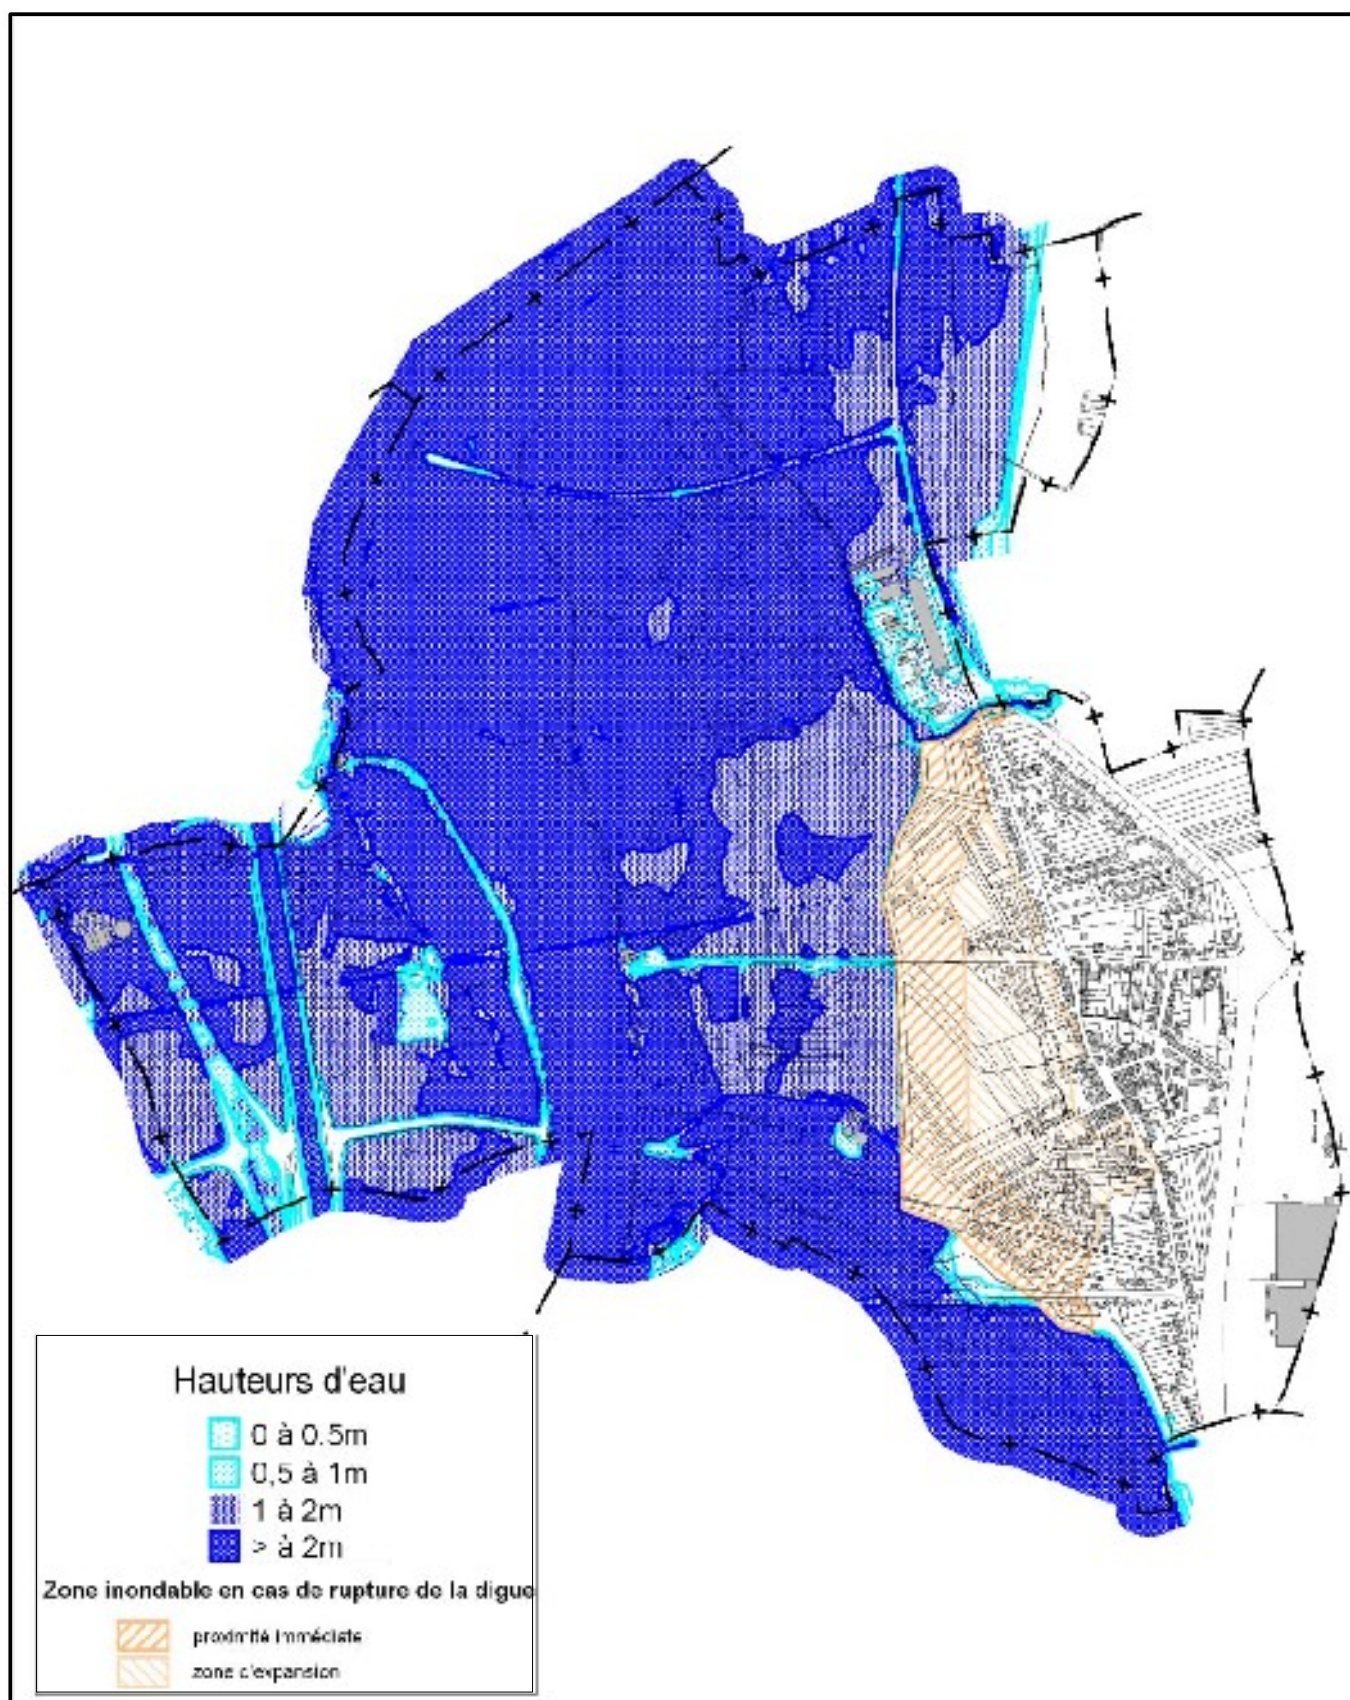 Hauteurs d'eau
0 à 0.5m
0,5 à 1m
1 à 2m
> à 2m
Zone inondable en cas de rupture de la digue
proximité immédiate
zone d'expansion